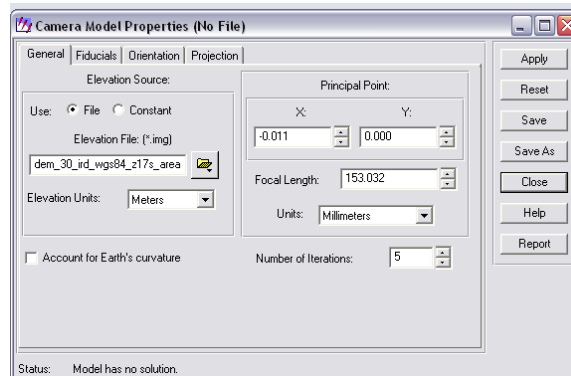 Camera Model Properties (No File)
General Fiducials Orientation Projection
Elevation Source:
Use: File Constant
Elevation File: (*.img)
dem_30_ird_wgs84_z17s_area
Elevation Units: Meters
Account for Earth's curvature
Principal Point:
X: Y:
-0.011 0.000
Focal Length: 153.032
Units: Millimeters
Number of Iterations: 5
Apply
Reset
Save
Save As
Close
Help
Report
Status: Model has no solution.